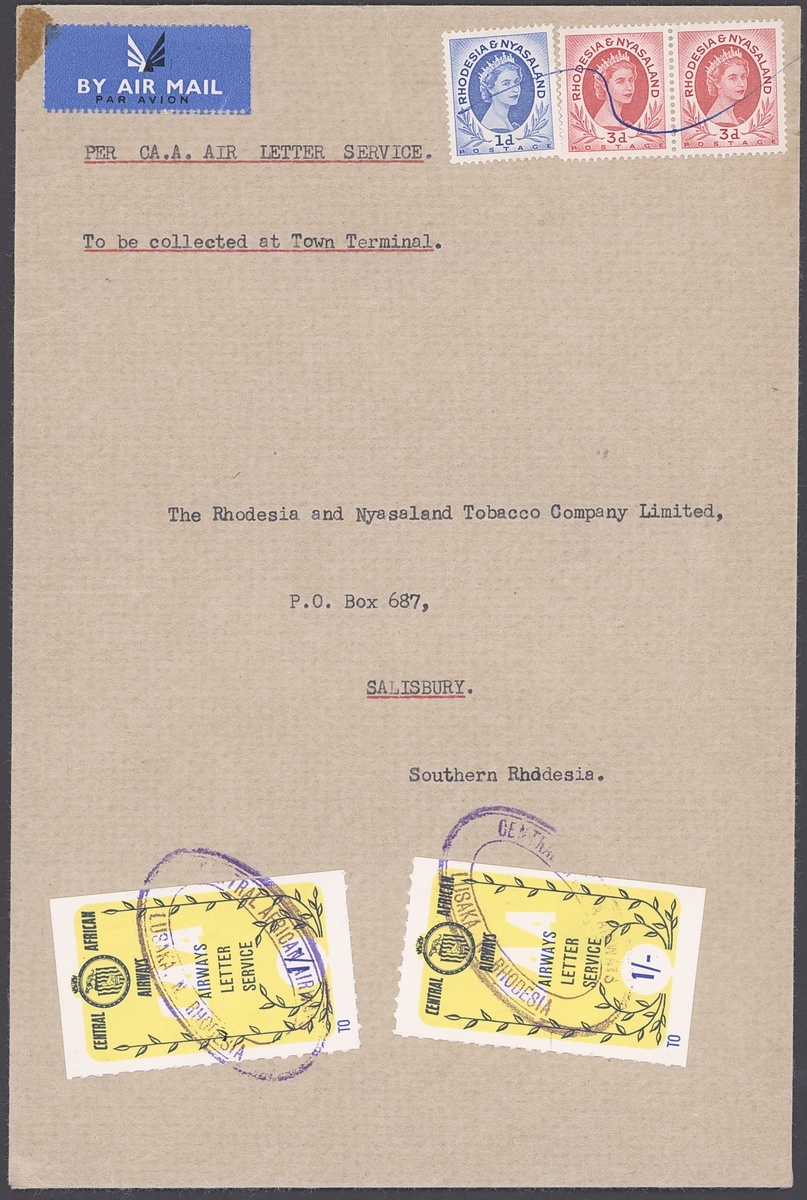 BY AIR MAIL
PAR AVION
RHODESIA & NYASALAND
1d
POSTAGE
RHODESIA & NYASALAND
3d
POSTAGE
RHODESIA & NYASALAND
3d
POSTAGE
PER CA.A. AIR LETTER SERVICE.
To be collected at Town Terminal.
The Rhodesia and Nyasaland Tobacco Company Limited,
P.O. Box 687,
SALISBURY.
Southern Rhddesia.
CENTRAL AFRICAN
AIRWAYS
AIRWAYS
LETTER
SERVICE
TO
LUSAKA N. RHODESIA
CENTRAL AFRICAN
AIRWAYS
AIRWAYS
LETTER
SERVICE
1/-
TO
LUSAKA RHODESIA